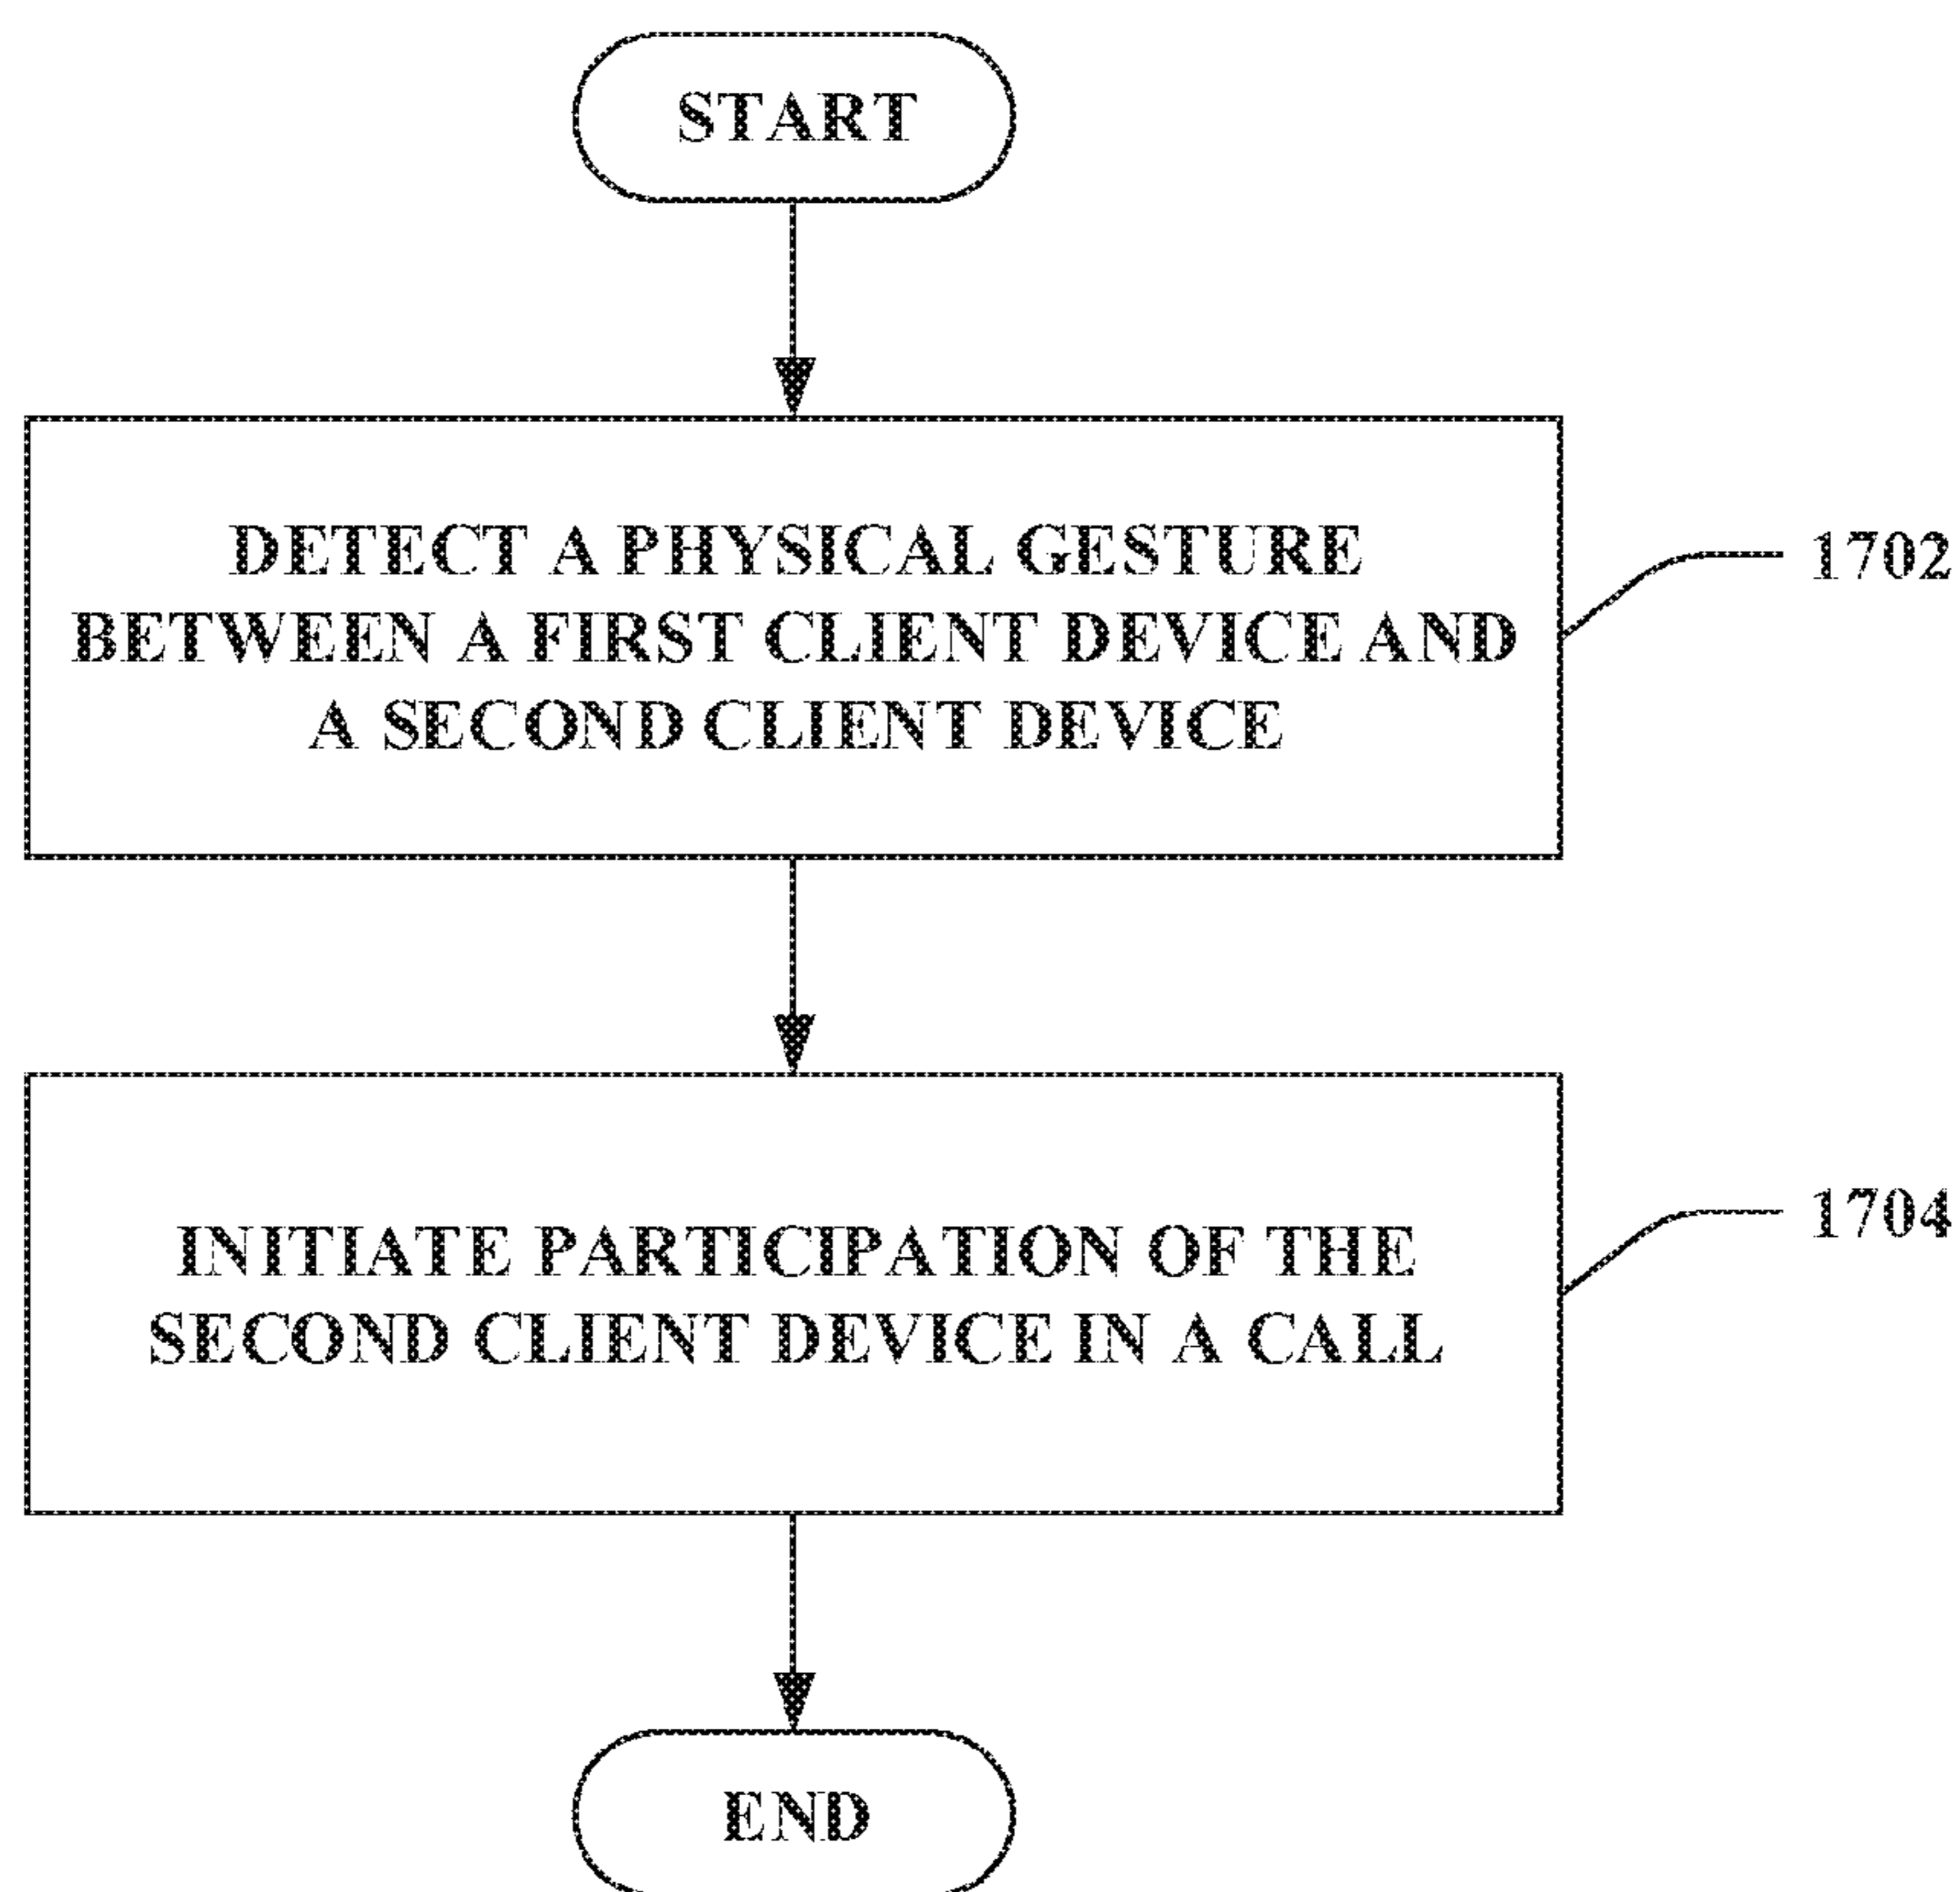 START
DETECT A PHYSICAL GESTURE
BETWEEN A FIRST CLIENT DEVICE AND
A SECOND CLIENT DEVICE
1702
INITIATE PARTICIPATION OF THE
SECOND CLIENT DEVICE IN A CALL
1704
END